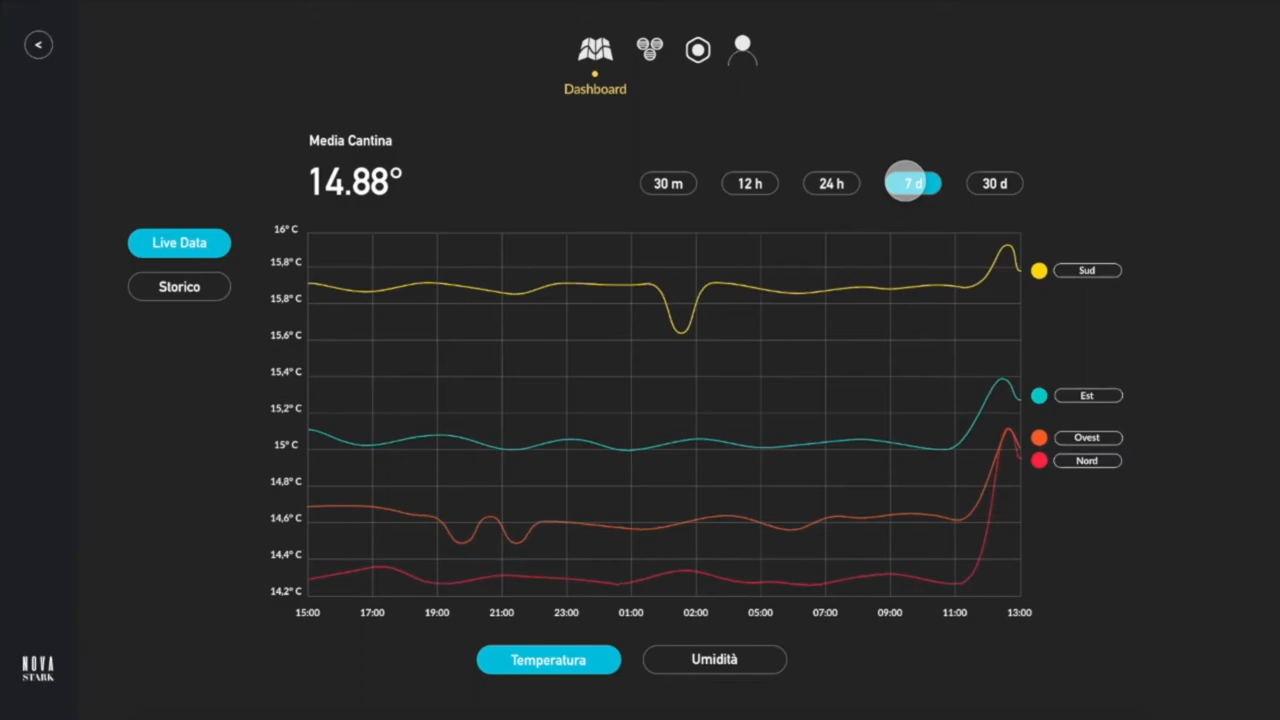 <
Dashboard
Media Cantina
14.88°
30 m
12 h
24 h
7 d
30 d
Live Data
Storico
16° C
15,8° C
15,8° C
15,6° C
15,4° C
15,2° C
15° C
14,8° C
14,6° C
14,4° C
14,2° C
Sud
Est
Ovest
Nord
15:00
17:00
19:00
21:00
23:00
01:00
02:00
05:00
07:00
09:00
11:00
13:00
Temperatura
Umidità
NOVA
STARK